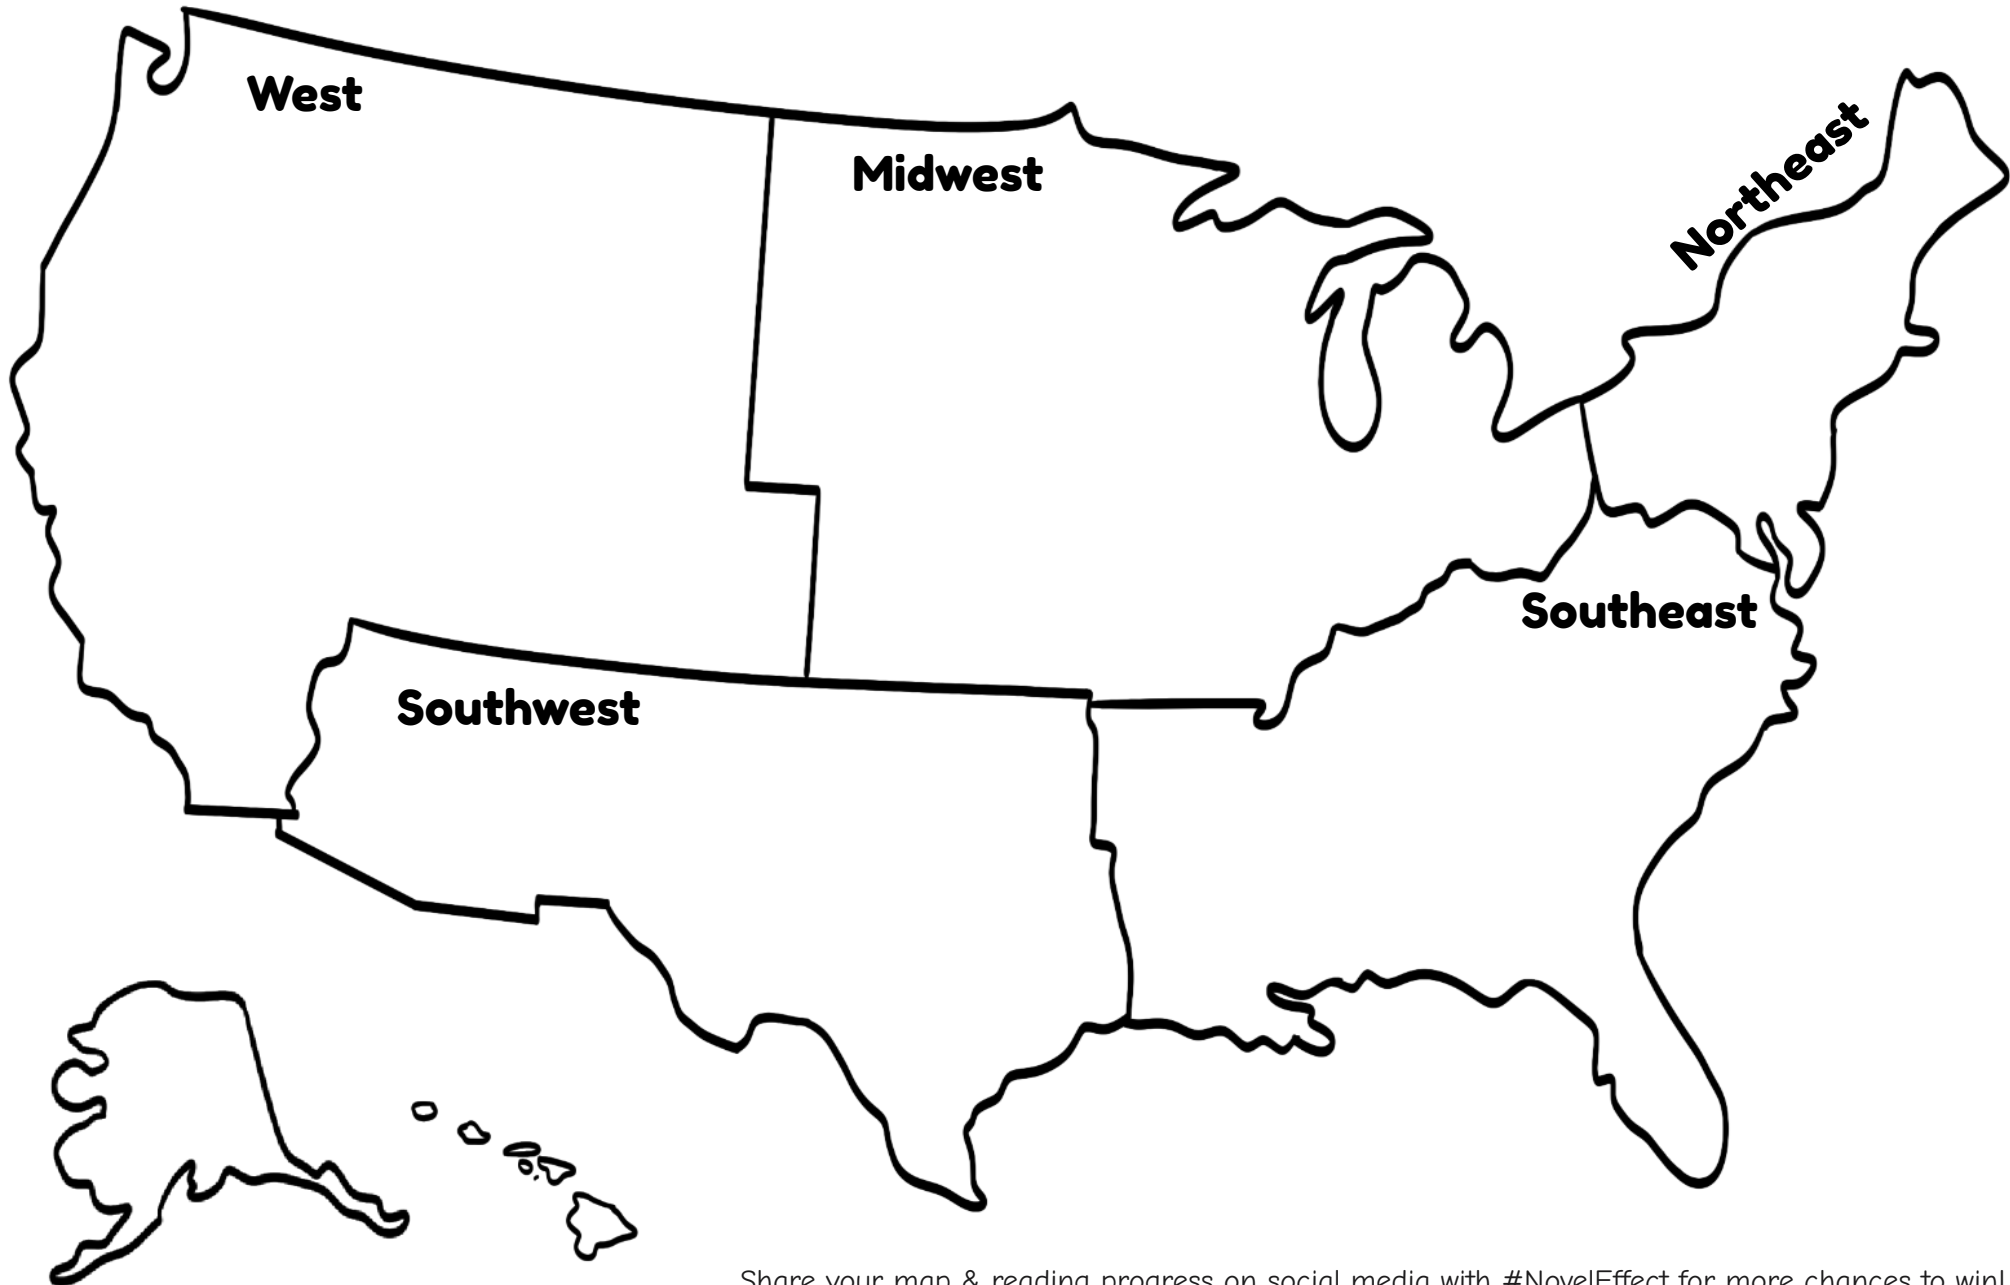 West
Midwest
Northeast
Southeast
Southwest
Share your map & reading progress on social media with #NovelEffect for more chances to win!